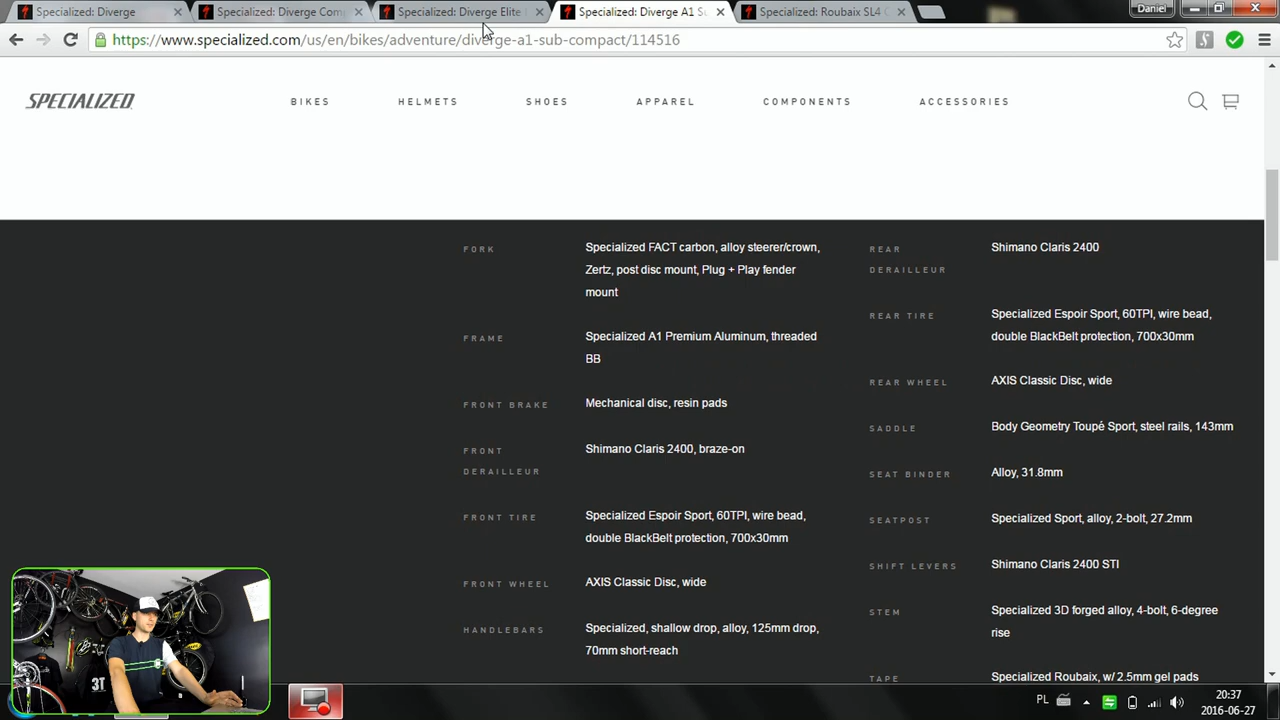 Specialized: Diverge
Specialized: Diverge Com
Specialized: Diverge Elite
Specialized: Diverge A1 Su
Specialized: Roubaix SL4 C
Daniel
https://www.specialized.com/us/en/bikes/adventure/diverge-a1-sub-compact/114516
SPECIALIZED
BIKES
HELMETS
SHOES
APPAREL
COMPONENTS
ACCESSORIES
FORK
Specialized FACT carbon, alloy steerer/crown,
Zertz, post disc mount, Plug + Play fender
mount
FRAME
Specialized A1 Premium Aluminum, threaded
BB
FRONT BRAKE
Mechanical disc, resin pads
FRONT
DERAILLEUR
Shimano Claris 2400, braze-on
FRONT TIRE
Specialized Espoir Sport, 60TPI, wire bead,
double BlackBelt protection, 700x30mm
FRONT WHEEL
AXIS Classic Disc, wide
HANDLEBARS
Specialized, shallow drop, alloy, 125mm drop,
70mm short-reach
REAR
DERAILLEUR
Shimano Claris 2400
REAR TIRE
Specialized Espoir Sport, 60TPI, wire bead,
double BlackBelt protection, 700x30mm
REAR WHEEL
AXIS Classic Disc, wide
SADDLE
Body Geometry Toupé Sport, steel rails, 143mm
SEAT BINDER
Alloy, 31.8mm
SEATPOST
Specialized Sport, alloy, 2-bolt, 27.2mm
SHIFT LEVERS
Shimano Claris 2400 STI
STEM
Specialized 3D forged alloy, 4-bolt, 6-degree
rise
TAPE
Specialized Roubaix, w/ 2.5mm gel pads
3T
PL
20:37
2016-06-27